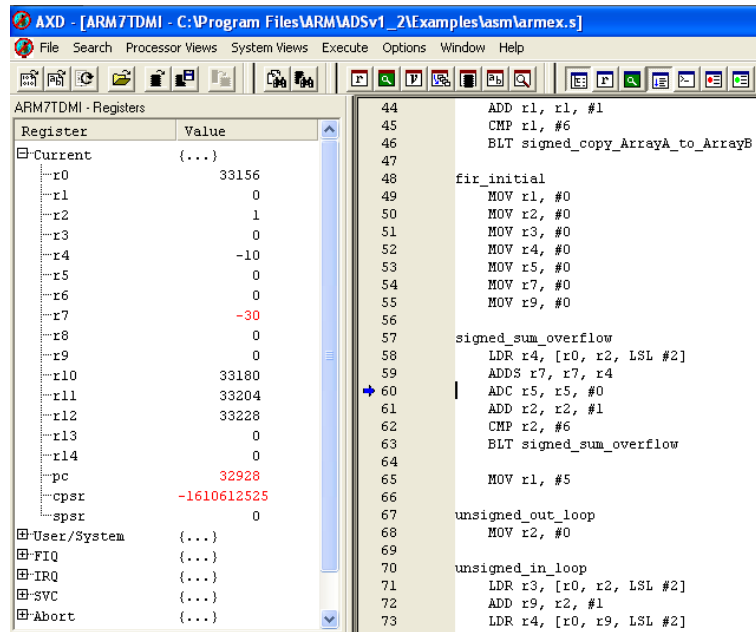 AXD - [ARM7TDMI - C:\Program Files\ARM\ADSv1_2\Examples\asm\armex.s]
File Search Processor Views System Views Execute Options Window Help
ARM7TDMI - Registers
Register Value
Current {...}
r0 33156
r1 0
r2 1
r3 0
r4 -10
r5 0
r6 0
r7 -30
r8 0
r9 0
r10 33180
r11 33204
r12 33228
r13 0
r14 0
pc 32928
cpsr -1610612525
spsr 0
User/System {...}
FIQ {...}
IRQ {...}
SVC {...}
Abort {...}
44 ADD r1, r1, #1
45 CMP r1, #6
46 BLT signed_copy_ArrayA_to_ArrayB
47
48 fir_initial
49 MOV r1, #0
50 MOV r2, #0
51 MOV r3, #0
52 MOV r4, #0
53 MOV r5, #0
54 MOV r7, #0
55 MOV r9, #0
56
57 signed_sum_overflow
58 LDR r4, [r0, r2, LSL #2]
59 ADDS r7, r7, r4
60 ADC r5, r5, #0
61 ADD r2, r2, #1
62 CMP r2, #6
63 BLT signed_sum_overflow
64
65 MOV r1, #5
66
67 unsigned_out_loop
68 MOV r2, #0
69
70 unsigned_in_loop
71 LDR r3, [r0, r2, LSL #2]
72 ADD r9, r2, #1
73 LDR r4, [r0, r9, LSL #2]